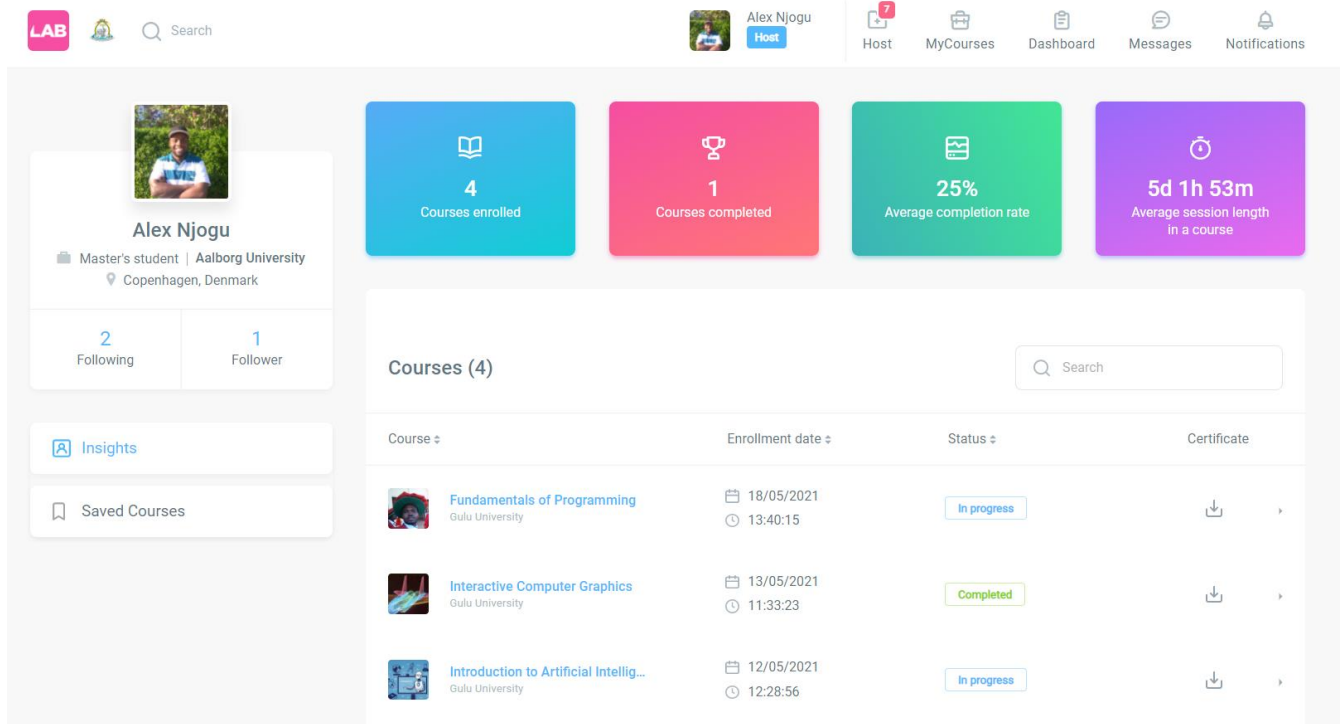 LAB
Search
Alex Njogu
Host
7
Host
MyCourses
Dashboard
Messages
Notifications
Alex Njogu
Master's student | Aalborg University
Copenhagen, Denmark
2
Following
1
Follower
Insights
Saved Courses
4
Courses enrolled
1
Courses completed
25%
Average completion rate
5d 1h 53m
Average session length
in a course
Courses (4)
Search
Course
Enrollment date
Status
Certificate
Fundamentals of Programming
Gulu University
18/05/2021
13:40:15
In progress
Interactive Computer Graphics
Gulu University
13/05/2021
11:33:23
Completed
Introduction to Artificial Intellig...
Gulu University
12/05/2021
12:28:56
In progress